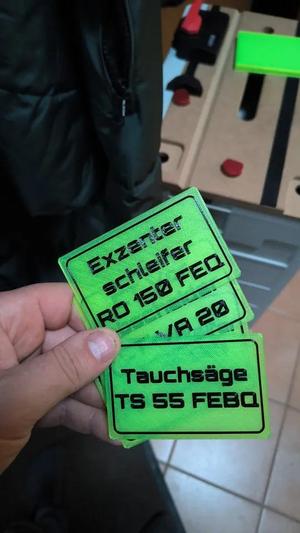 Exzenter
schleifer
RO 150 FEQ
VA 20
Tauchsäge
TS 55 FEBQ